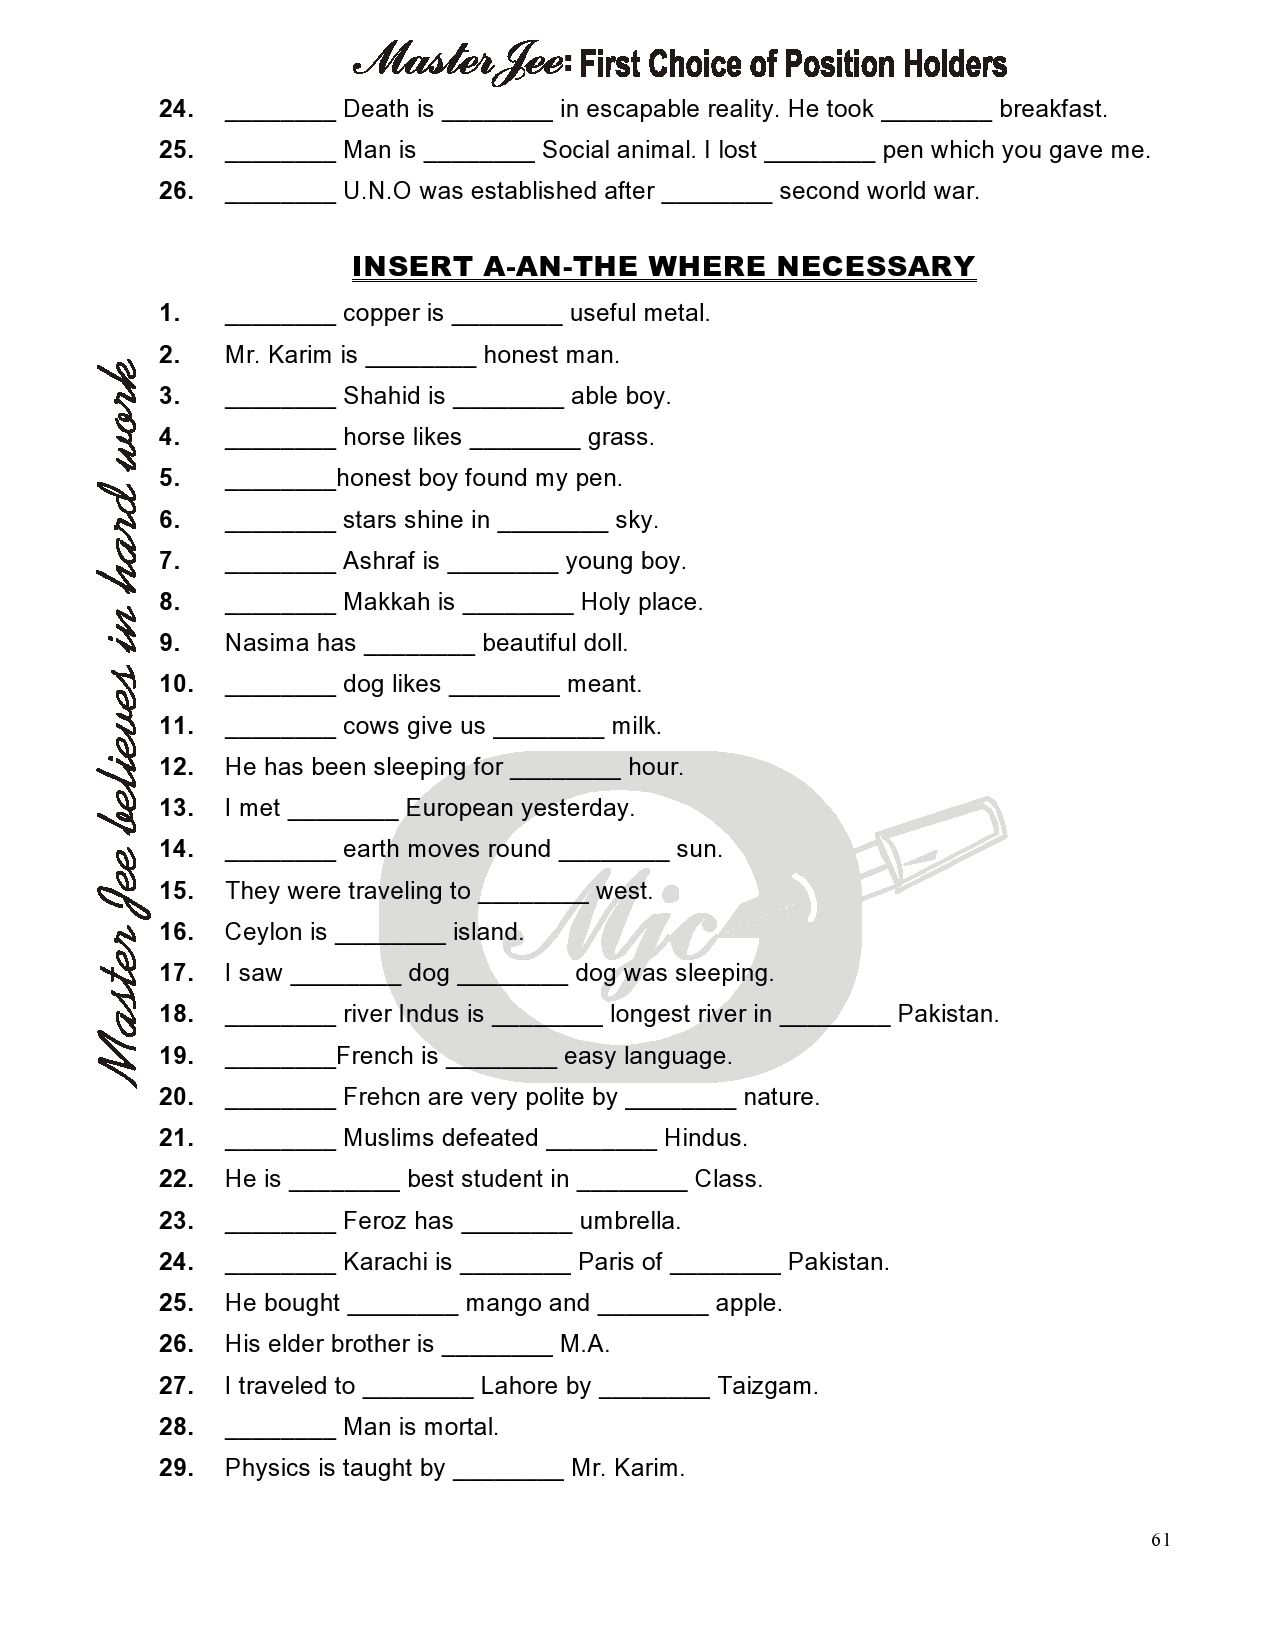 Master Jee: First Choice of Position Holders
24. ________ Death is ________ in escapable reality. He took ________ breakfast.
25. ________ Man is ________ Social animal. I lost ________ pen which you gave me.
26. ________ U.N.O was established after ________ second world war.
INSERT A-AN-THE WHERE NECESSARY
1. ________ copper is ________ useful metal.
2. Mr. Karim is ________ honest man.
3. ________ Shahid is ________ able boy.
4. ________ horse likes ________ grass.
5. ________honest boy found my pen.
6. ________ stars shine in ________ sky.
7. ________ Ashraf is ________ young boy.
8. ________ Makkah is ________ Holy place.
9. Nasima has ________ beautiful doll.
10. ________ dog likes ________ meant.
11. ________ cows give us ________ milk.
12. He has been sleeping for ________ hour.
13. I met ________ European yesterday.
14. ________ earth moves round ________ sun.
15. They were traveling to ________ west.
16. Ceylon is ________ island.
17. I saw ________ dog ________ dog was sleeping.
18. ________ river Indus is ________ longest river in ________ Pakistan.
19. ________French is ________ easy language.
20. ________ Frehcn are very polite by ________ nature.
21. ________ Muslims defeated ________ Hindus.
22. He is ________ best student in ________ Class.
23. ________ Feroz has ________ umbrella.
24. ________ Karachi is ________ Paris of ________ Pakistan.
25. He bought ________ mango and ________ apple.
26. His elder brother is ________ M.A.
27. I traveled to ________ Lahore by ________ Taizgam.
28. ________ Man is mortal.
29. Physics is taught by ________ Mr. Karim.
Master Jee believes in hard work
Mjc
61